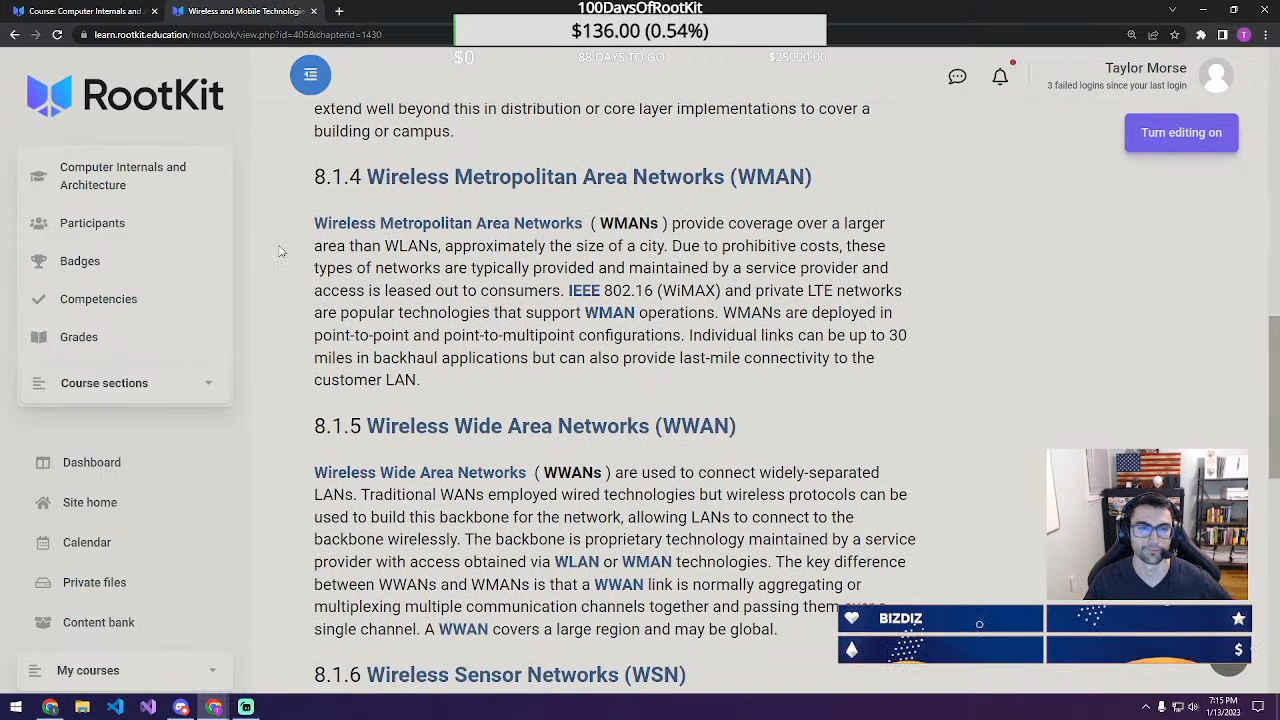 100DaysOfRootKit
Course: Computer Internals and A
Wireless and Mobile Technologi
learn.rootkit.education/mod/book/view.php?id=405&chapterid=1430
$136.00 (0.54%)
$0
88 DAYS TO GO
$25000.00
RootKit
Taylor Morse
3 failed logins since your last login
Turn editing on
Computer Internals and
Architecture
Participants
Badges
Competencies
Grades
Course sections
Dashboard
Site home
Calendar
Private files
Content bank
My courses
extend well beyond this in distribution or core layer implementations to cover a
building or campus.
8.1.4 Wireless Metropolitan Area Networks (WMAN)
Wireless Metropolitan Area Networks ( WMANs ) provide coverage over a larger
area than WLANs, approximately the size of a city. Due to prohibitive costs, these
types of networks are typically provided and maintained by a service provider and
access is leased out to consumers. IEEE 802.16 (WiMAX) and private LTE networks
are popular technologies that support WMAN operations. WMANs are deployed in
point-to-point and point-to-multipoint configurations. Individual links can be up to 30
miles in backhaul applications but can also provide last-mile connectivity to the
customer LAN.
8.1.5 Wireless Wide Area Networks (WWAN)
Wireless Wide Area Networks ( WWANs ) are used to connect widely-separated
LANs. Traditional WANs employed wired technologies but wireless protocols can be
used to build this backbone for the network, allowing LANs to connect to the
backbone wirelessly. The backbone is proprietary technology maintained by a service
provider with access obtained via WLAN or WMAN technologies. The key difference
between WWANs and WMANs is that a WWAN link is normally aggregating or
multiplexing multiple communication channels together and passing them over a
single channel. A WWAN covers a large region and may be global.
8.1.6 Wireless Sensor Networks (WSN)
BIZDIZ
$
7:15 PM
1/13/2023